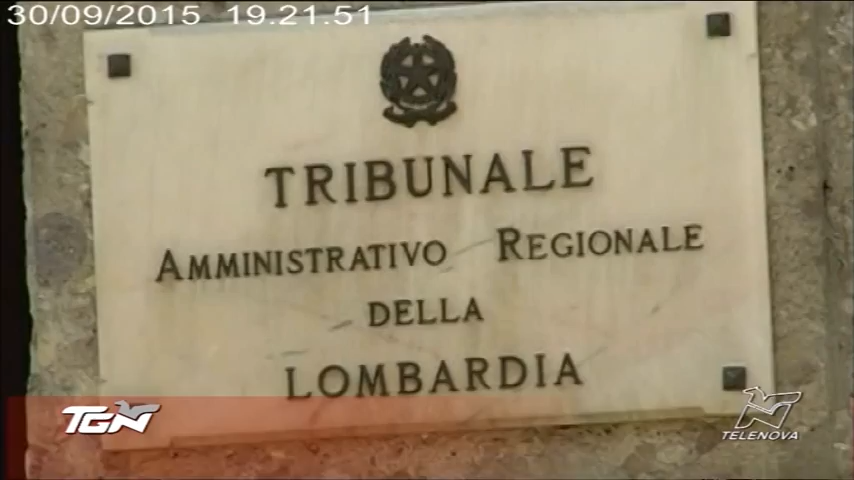 30/09/2015 19.21.51
TRIBUNALE
AMMINISTRATIVO REGIONALE
DELLA
LOMBARDIA
TGN
TELENOVA